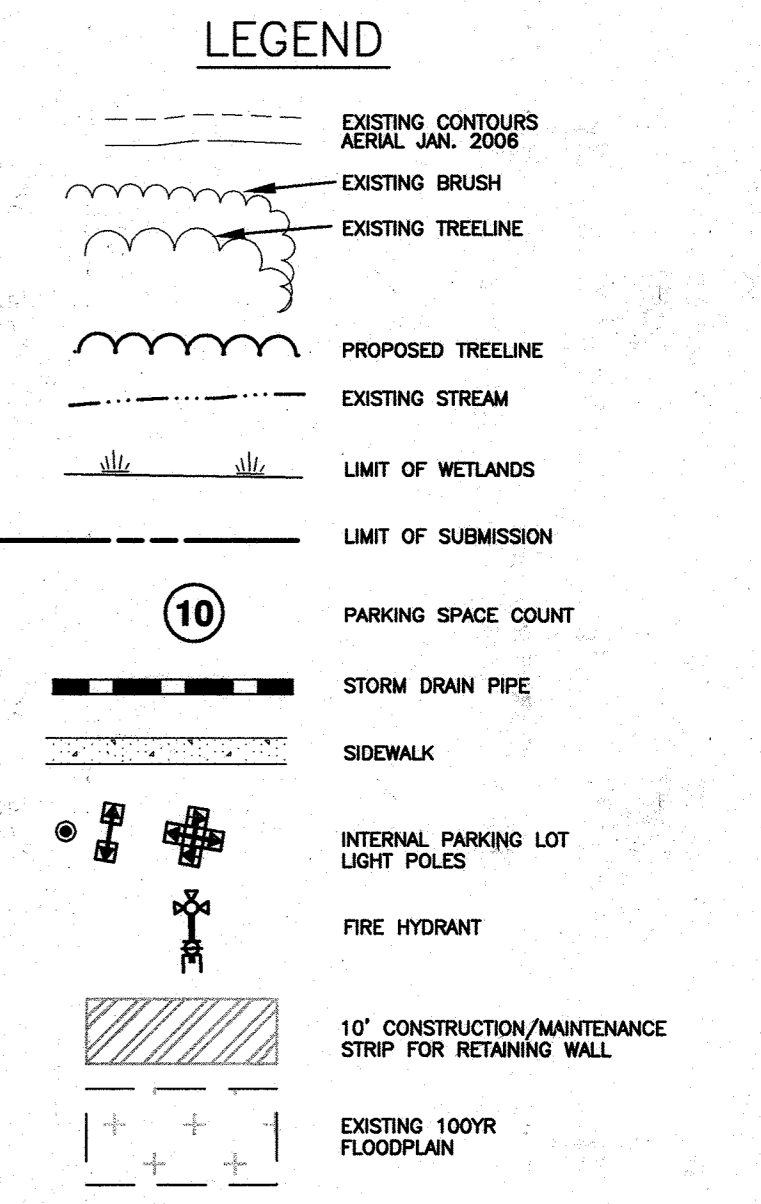 LEGEND
EXISTING CONTOURS
AERIAL JAN. 2006
EXISTING BRUSH
EXISTING TREELINE
PROPOSED TREELINE
EXISTING STREAM
LIMIT OF WETLANDS
LIMIT OF SUBMISSION
10
PARKING SPACE COUNT
STORM DRAIN PIPE
SIDEWALK
INTERNAL PARKING LOT
LIGHT POLES
FIRE HYDRANT
10' CONSTRUCTION/MAINTENANCE
STRIP FOR RETAINING WALL
EXISTING 100YR
FLOODPLAIN